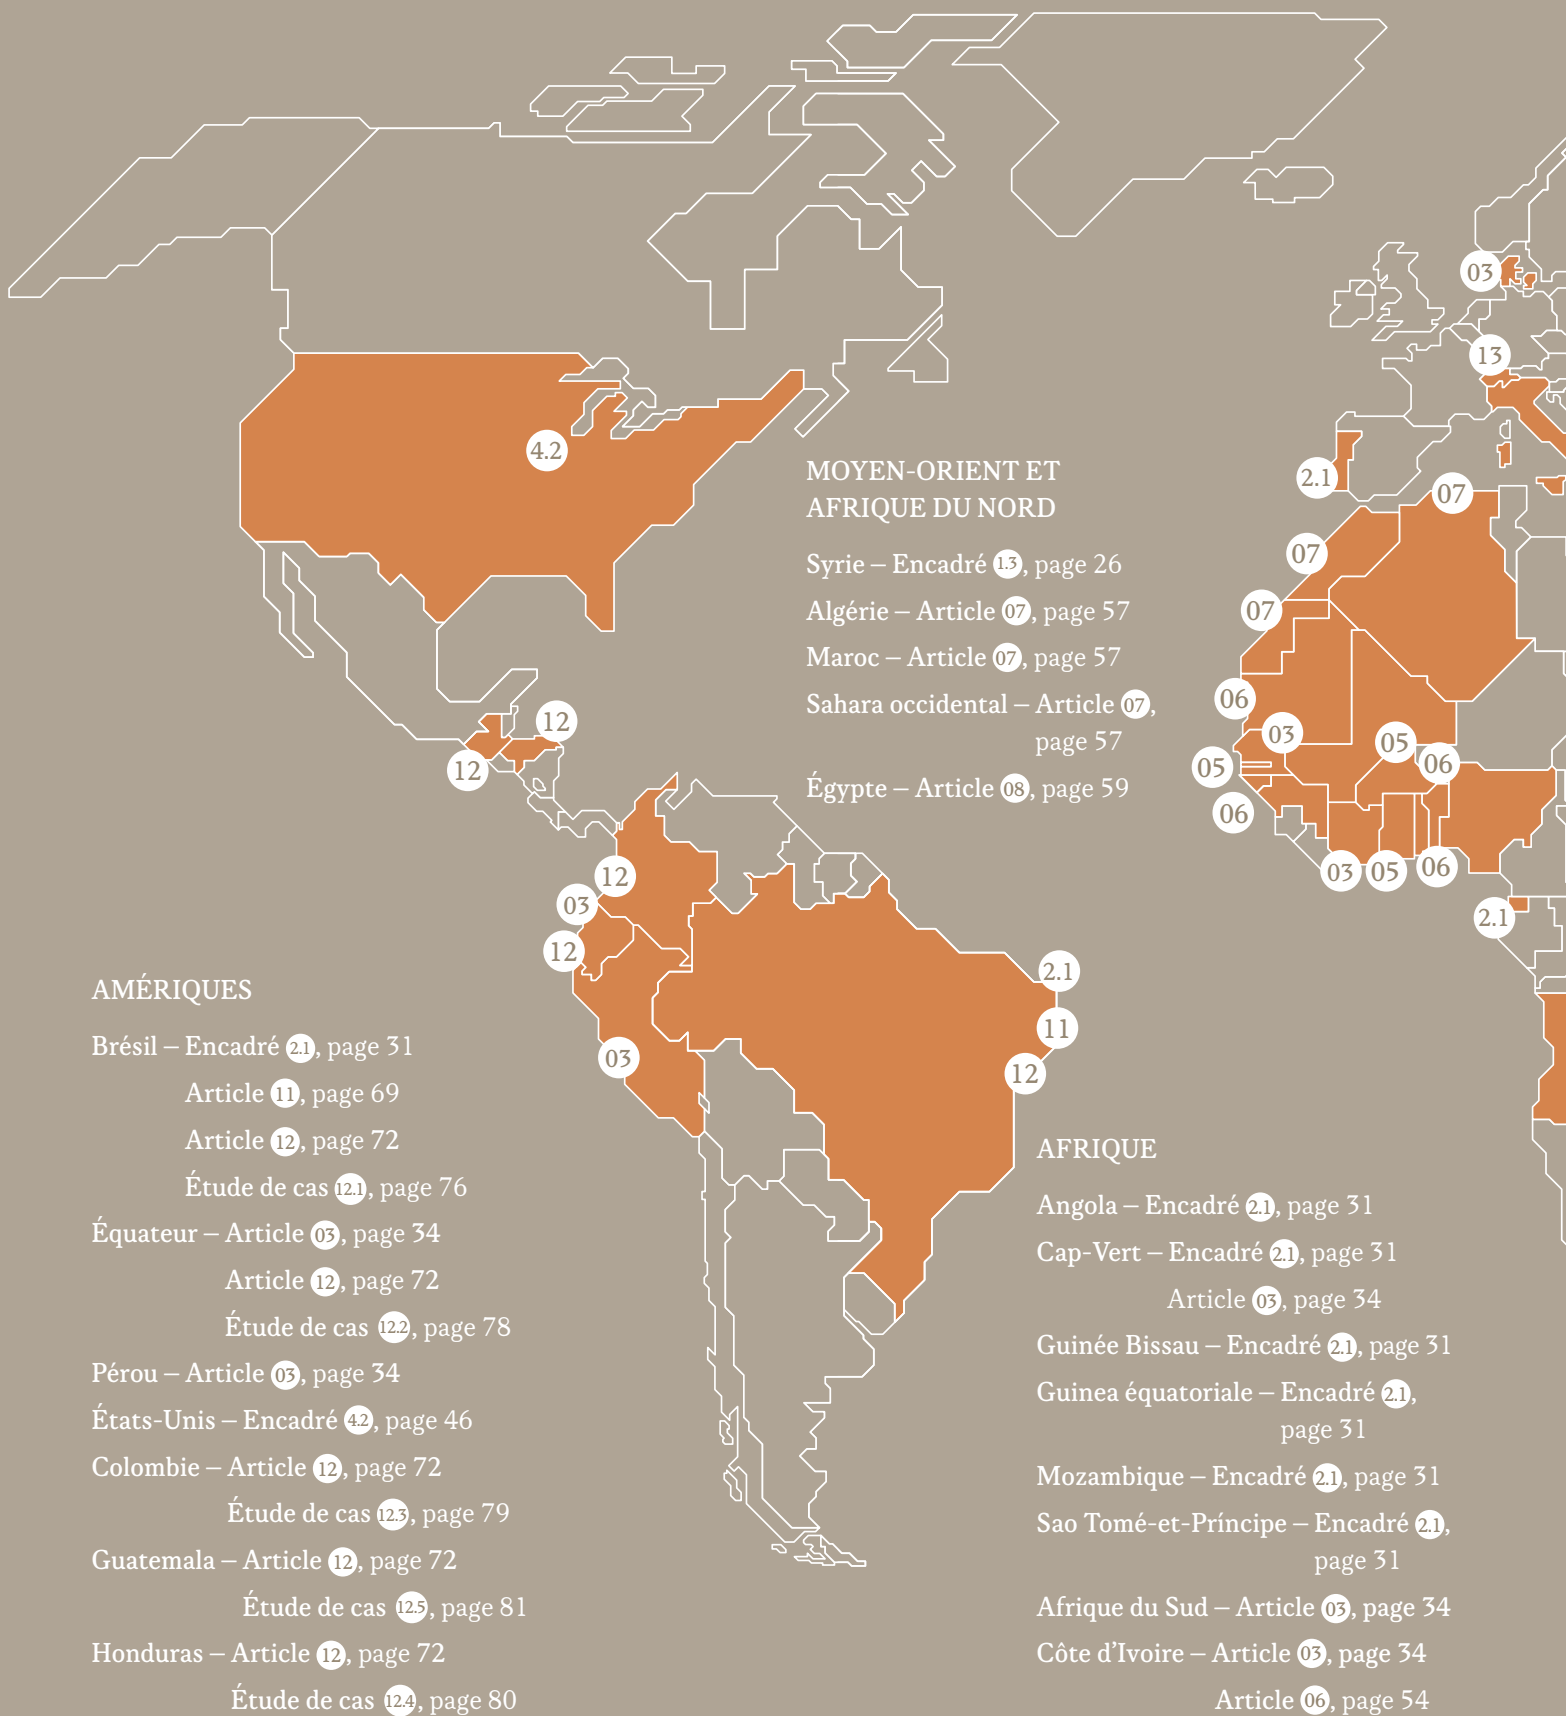 03
13
4.2
2.1
07
07
07
06
03
05
05
06
06
03
05
06
2.1
12
12
12
03
12
03
2.1
11
12
MOYEN-ORIENT ET
AFRIQUE DU NORD
Syrie – Encadré 1.3, page 26
Algérie – Article 07, page 57
Maroc – Article 07, page 57
Sahara occidental – Article 07,
page 57
Égypte – Article 08, page 59
AMÉRIQUES
Brésil – Encadré 2.1, page 31
Article 11, page 69
Article 12, page 72
Étude de cas 12.1, page 76
Équateur – Article 03, page 34
Article 12, page 72
Étude de cas 12.2, page 78
Pérou – Article 03, page 34
États-Unis – Encadré 4.2, page 46
Colombie – Article 12, page 72
Étude de cas 12.3, page 79
Guatemala – Article 12, page 72
Étude de cas 12.5, page 81
Honduras – Article 12, page 72
Étude de cas 12.4, page 80
AFRIQUE
Angola – Encadré 2.1, page 31
Cap-Vert – Encadré 2.1, page 31
Article 03, page 34
Guinée Bissau – Encadré 2.1, page 31
Guinea équatoriale – Encadré 2.1,
page 31
Mozambique – Encadré 2.1, page 31
Sao Tomé-et-Príncipe – Encadré 2.1,
page 31
Afrique du Sud – Article 03, page 34
Côte d’Ivoire – Article 03, page 34
Article 06, page 54